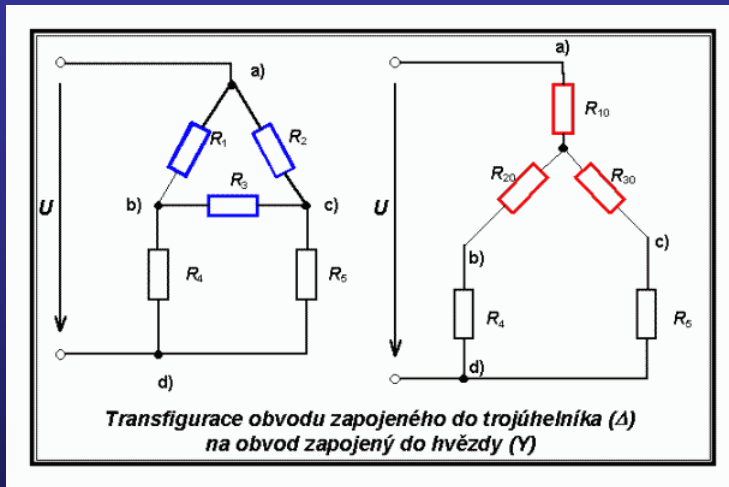 a)
R1
R2
R3
b)
c)
U
R4
R5
d)
a)
R10
R20
R30
U
b)
c)
R4
R5
d)
Transfigurace obvodu zapojeného do trojúhelníka (Δ)
na obvod zapojený do hvězdy (Y)